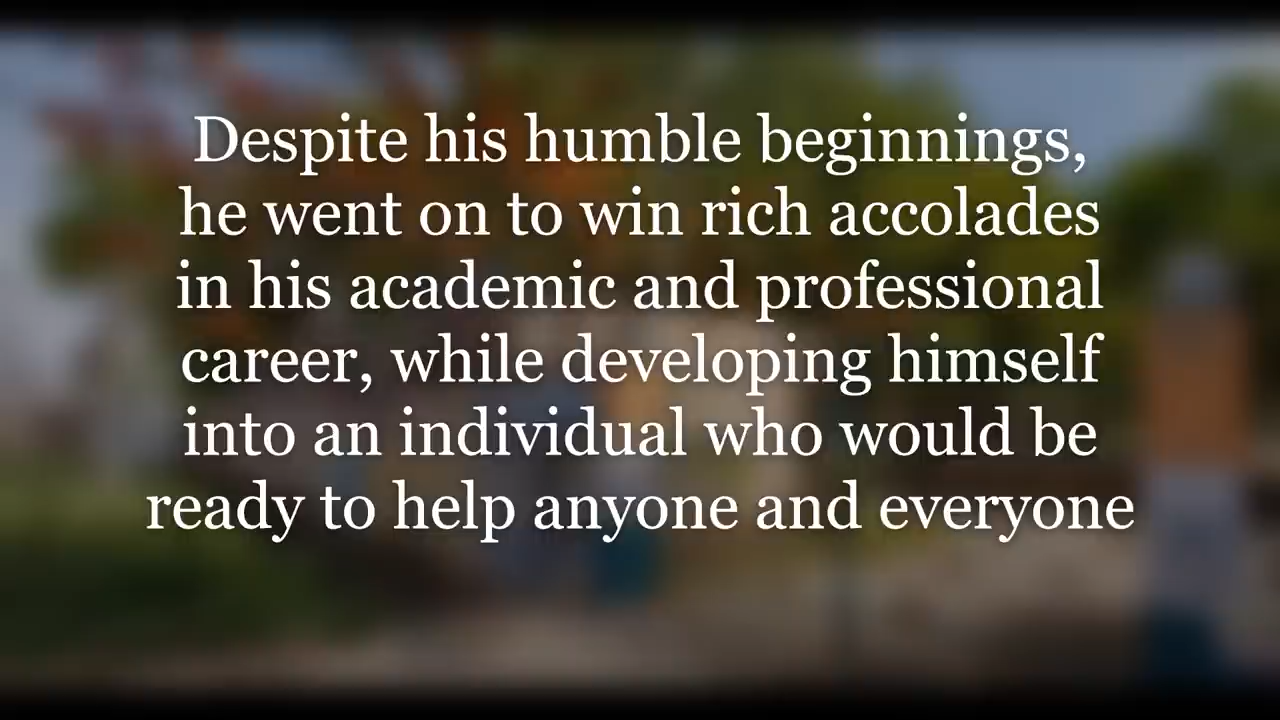 Despite his humble beginnings,
he went on to win rich accolades
in his academic and professional
career, while developing himself
into an individual who would be
ready to help anyone and everyone